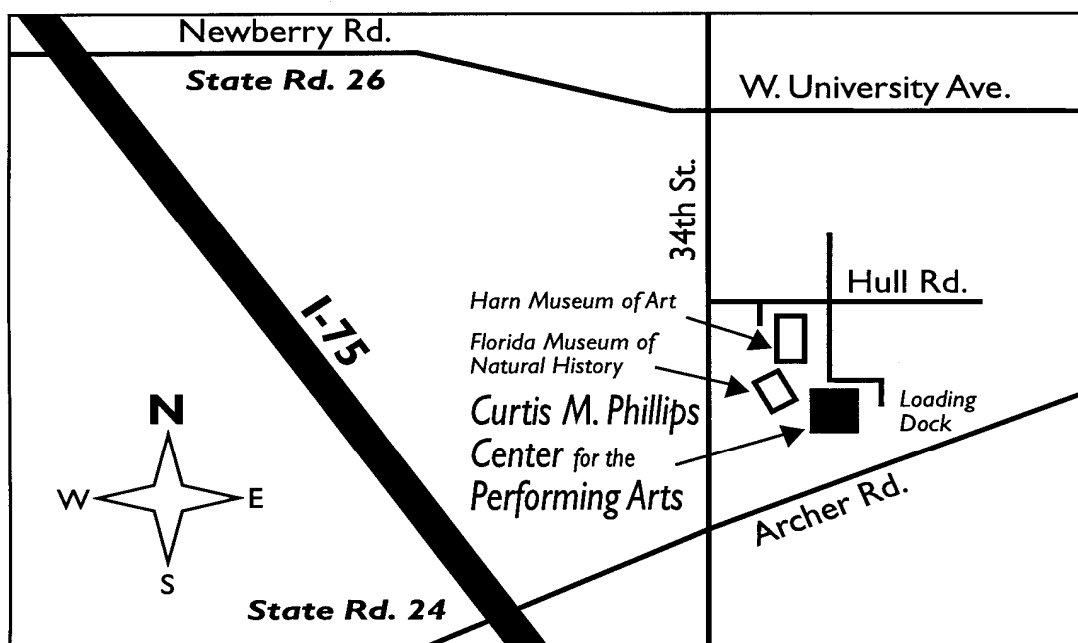 Newberry Rd.
State Rd. 26
W. University Ave.
34th St.
Hull Rd.
Harn Museum of Art
I-75
Florida Museum of
Natural History
Curtis M. Phillips
Center for the
Performing Arts
Loading
Dock
Archer Rd.
N
W
E
S
State Rd. 24